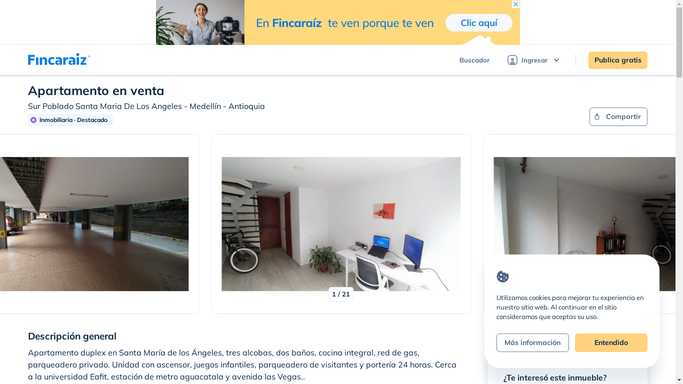 En Fincaraíz te ven porque te ven
Clic aquí
Fincaraiz
Buscador
Ingresar
Publica gratis
Apartamento en venta
Sur Poblado Santa Maria De Los Angeles - Medellín - Antioquia
Inmobiliaria · Destacado
Compartir
1 / 21
Utilizamos cookies para mejorar tu experiencia en
nuestro sitio web. Al continuar en el sitio
consideramos que aceptas su uso.
Más información
Entendido
Descripción general
Apartamento duplex en Santa María de los Ángeles, tres alcobas, dos baños, cocina integral, red de gas,
parqueadero privado. Unidad con ascensor, juegos infantiles, parqueadero de visitantes y portería 24 horas. Cerca
a la universidad Eafit, estación de metro aguacatala y avenida las Vegas..
¿Te interesó este inmueble?